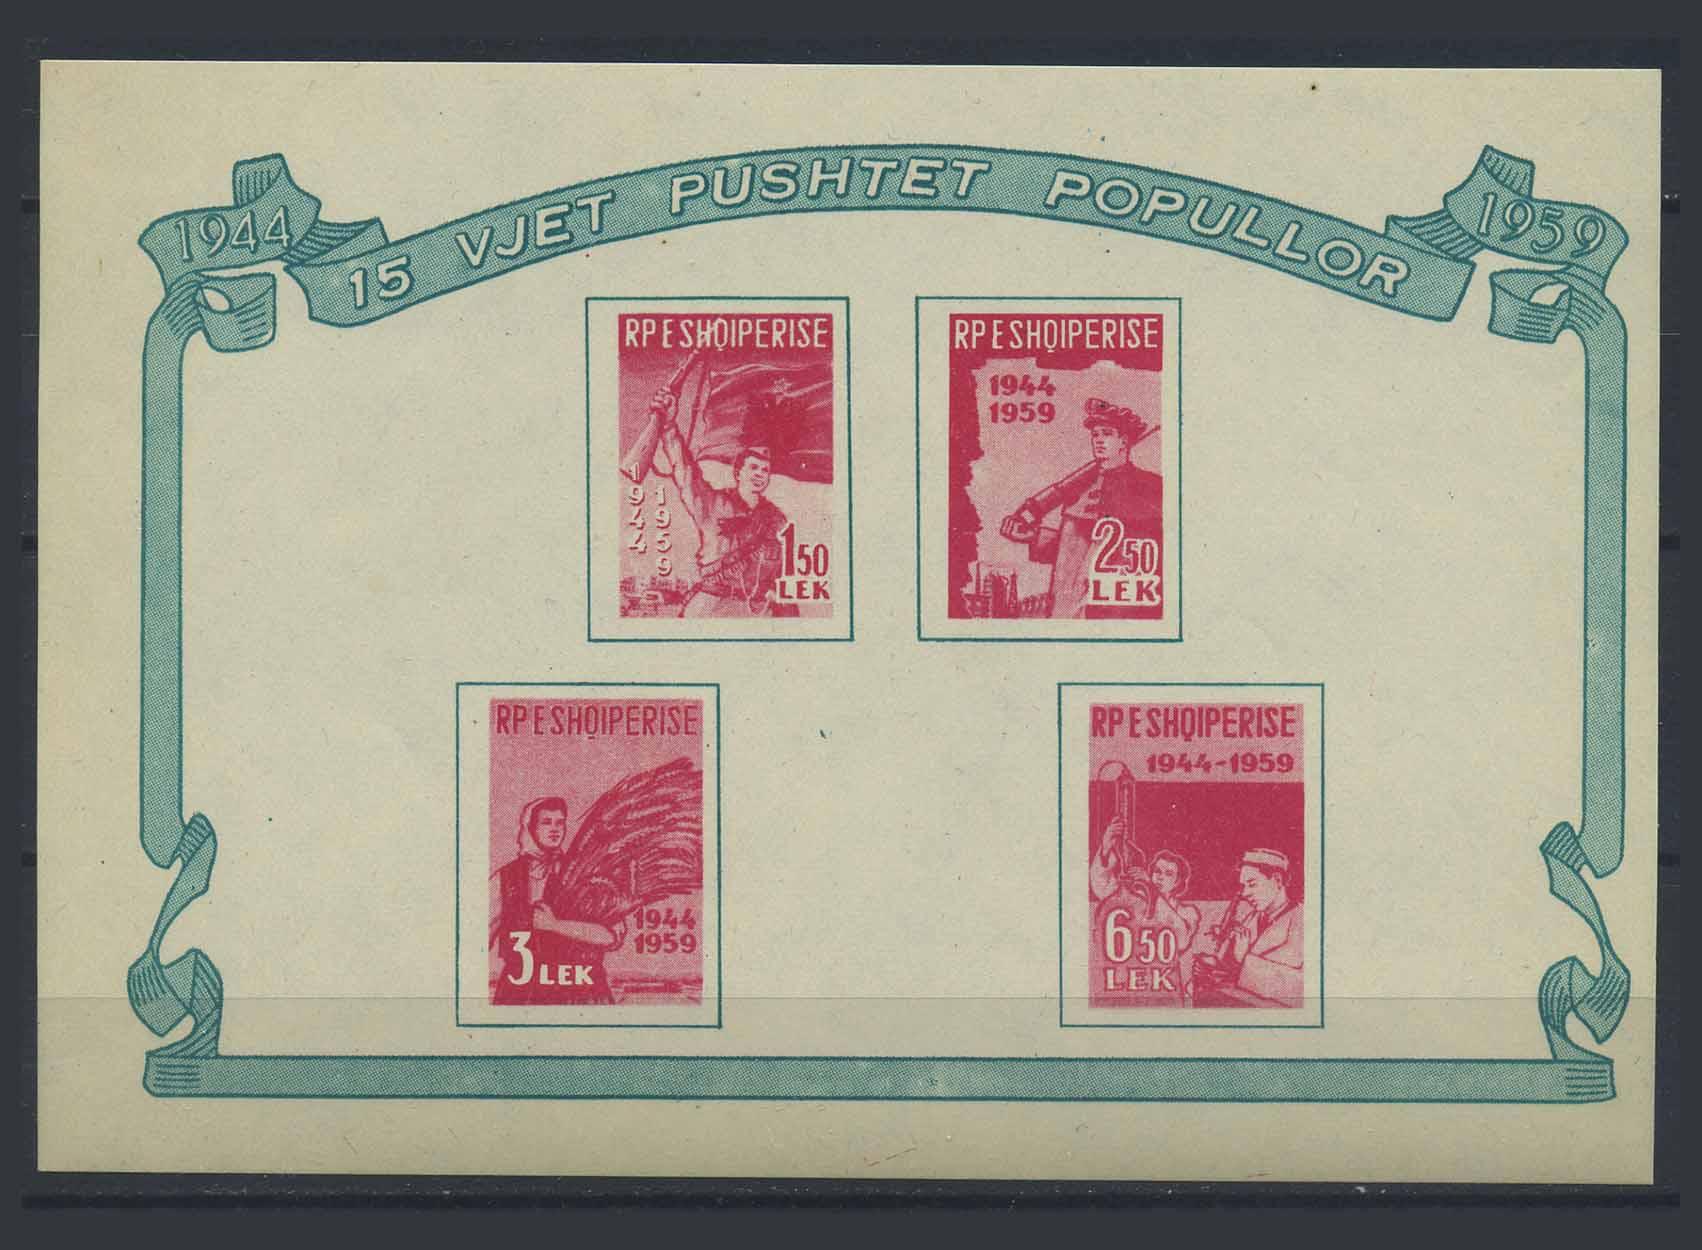 1944
15 VJET PUSHTET POPULLOR
1959
RP E SHQIPERISE
1944
1959
1 50
LEK
RP E SHQIPERISE
1944
1959
2.50
LEK
RP E SHQIPERISE
1944
1959
3 LEK
RP E SHQIPERISE
1944-1959
6 50
LEK